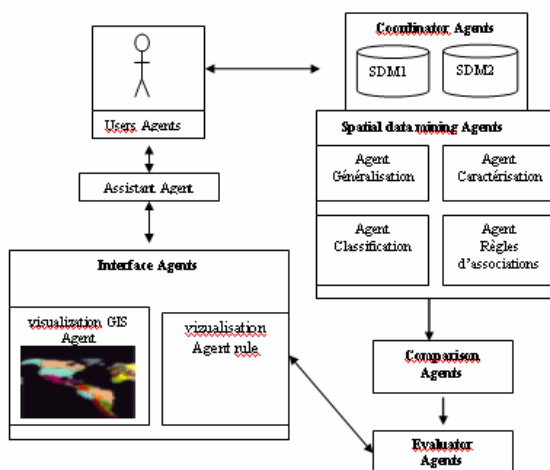 Coordinator Agents
SDM1
SDM2
Users Agents
Spatial data mining Agents
Agent
Généralisation
Agent
Caractérisation
Assistant Agent
Agent
Classification
Agent
Règles
d'associations
Interface Agents
visualization GIS
Agent
vizualisation
Agent rule
Comparison
Agents
Evaluator
Agents